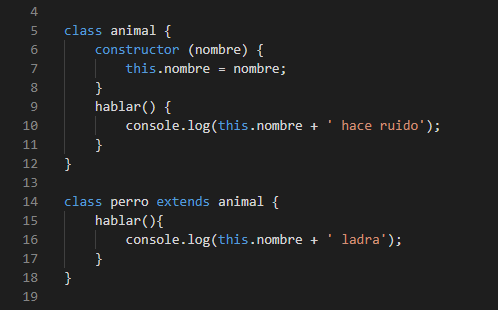 4
5 class animal {
6     constructor (nombre) {
7         this.nombre = nombre;
8     }
9     hablar() {
10         console.log(this.nombre + ' hace ruido');
11     }
12 }
13
14 class perro extends animal {
15     hablar(){
16         console.log(this.nombre + ' ladra');
17     }
18 }
19